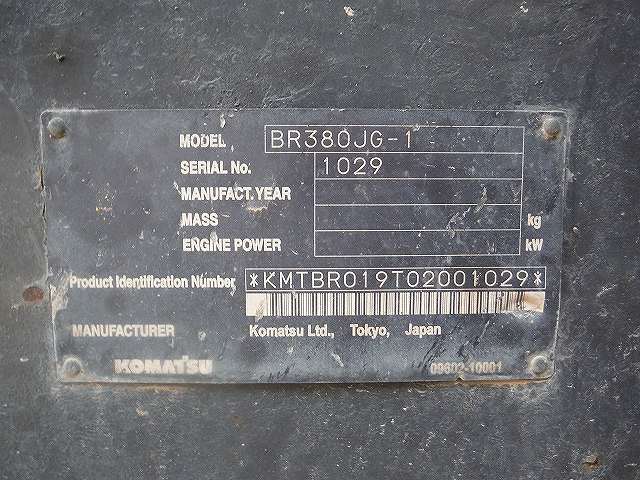 MODEL BR380JG-1
SERIAL No. 1029
MANUFACT.YEAR
MASS kg
ENGINE POWER kW
Product Identification Number *KMTBR019T02001029*
MANUFACTURER Komatsu Ltd., Tokyo, Japan
KOMATSU 09602-10001